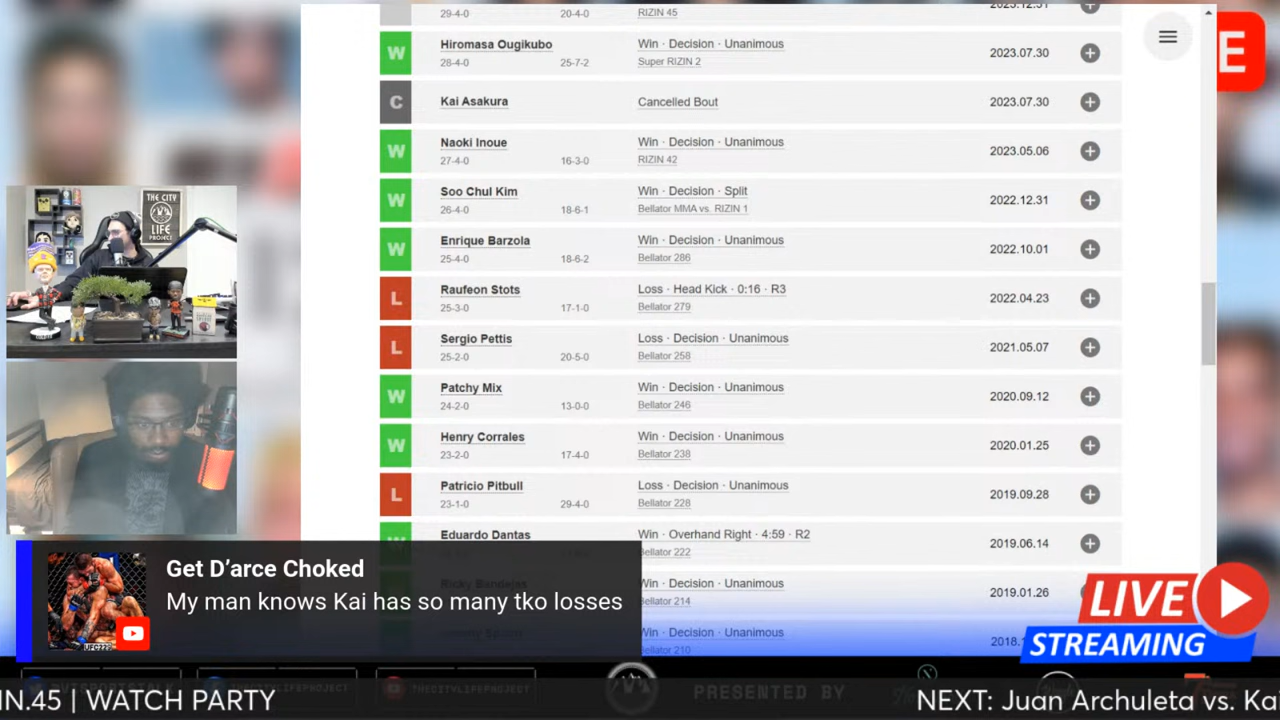 29-4-0 20-4-0 RIZIN 45 2023.12.31
W Hiromasa Ougikubo Win · Decision · Unanimous 2023.07.30
28-4-0 25-7-2 Super RIZIN 2
C Kai Asakura Cancelled Bout 2023.07.30
W Naoki Inoue Win · Decision · Unanimous 2023.05.06
27-4-0 16-3-0 RIZIN 42
W Soo Chul Kim Win · Decision · Split 2022.12.31
26-4-0 18-6-1 Bellator MMA vs. RIZIN 1
W Enrique Barzola Win · Decision · Unanimous 2022.10.01
25-4-0 18-6-2 Bellator 286
L Raufeon Stots Loss · Head Kick · 0:16 · R3 2022.04.23
25-3-0 17-1-0 Bellator 279
L Sergio Pettis Loss · Decision · Unanimous 2021.05.07
25-2-0 20-5-0 Bellator 258
W Patchy Mix Win · Decision · Unanimous 2020.09.12
24-2-0 13-0-0 Bellator 246
W Henry Corrales Win · Decision · Unanimous 2020.01.25
23-2-0 17-4-0 Bellator 238
L Patricio Pitbull Loss · Decision · Unanimous 2019.09.28
23-1-0 29-4-0 Bellator 228
W Eduardo Dantas Win · Overhand Right · 4:59 · R2 2019.06.14
Bellator 222
Ricky Bandejas Win · Decision · Unanimous 2019.01.26
Bellator 214
Win · Decision · Unanimous 2018.
Bellator 210
E
THE CITY
LIFE
PROJECT
Get D’arce Choked
My man knows Kai has so many tko losses
LIVE
STREAMING
THECITYLIFEPROJECT
THECITYLIFEPROJECT
PRESENTED BY
IN.45 | WATCH PARTY
NEXT: Juan Archuleta vs. Ka